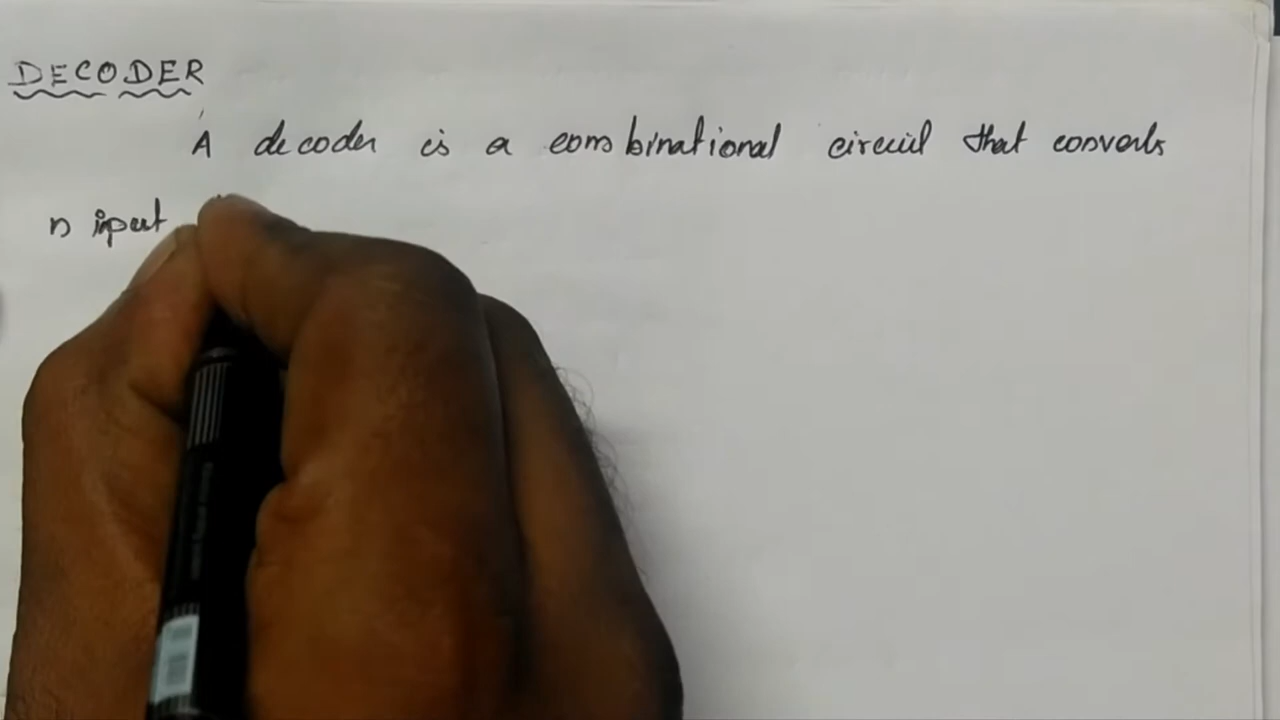 DECODER
A decoder is a combinational circuit that converts
n input